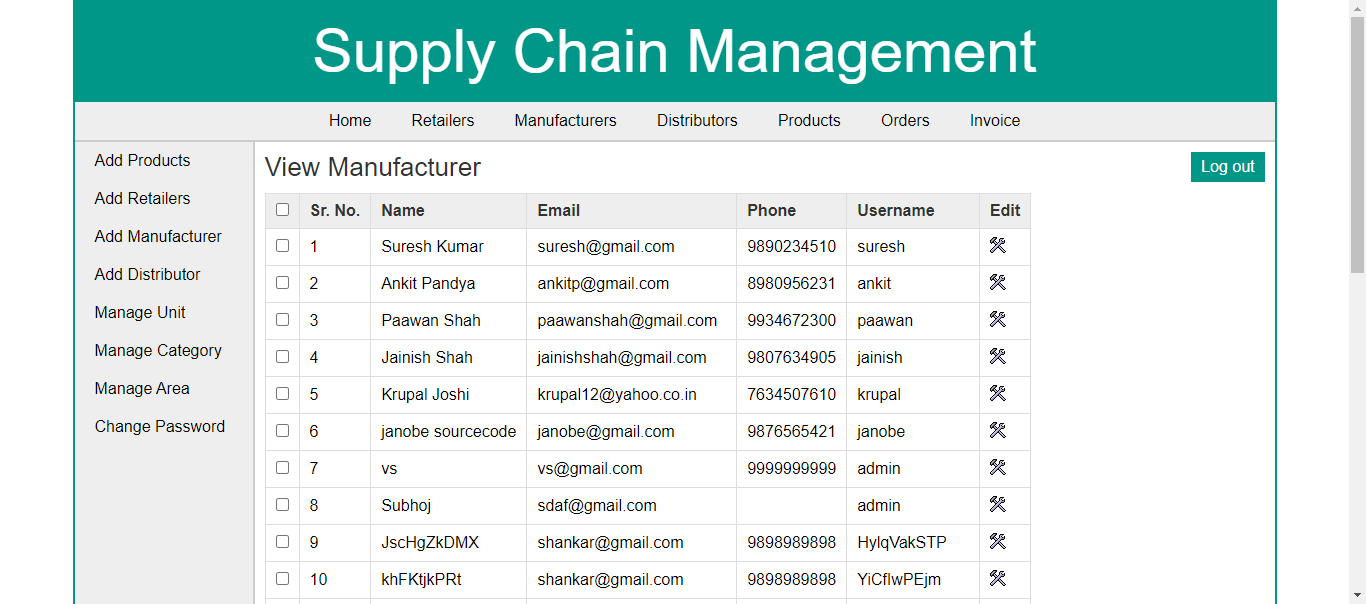 Supply Chain Management
Home Retailers Manufacturers Distributors Products Orders Invoice
Add Products
Add Retailers
Add Manufacturer
Add Distributor
Manage Unit
Manage Category
Manage Area
Change Password
View Manufacturer
Log out
Sr. No. Name Email Phone Username Edit
1 Suresh Kumar suresh@gmail.com 9890234510 suresh
2 Ankit Pandya ankitp@gmail.com 8980956231 ankit
3 Paawan Shah paawanshah@gmail.com 9934672300 paawan
4 Jainish Shah jainishshah@gmail.com 9807634905 jainish
5 Krupal Joshi krupal12@yahoo.co.in 7634507610 krupal
6 janobe sourcecode janobe@gmail.com 9876565421 janobe
7 vs vs@gmail.com 9999999999 admin
8 Subhoj sdaf@gmail.com admin
9 JscHgZkDMX shankar@gmail.com 9898989898 HylqVakSTP
10 khFKtjkPRt shankar@gmail.com 9898989898 YiCflwPEjm